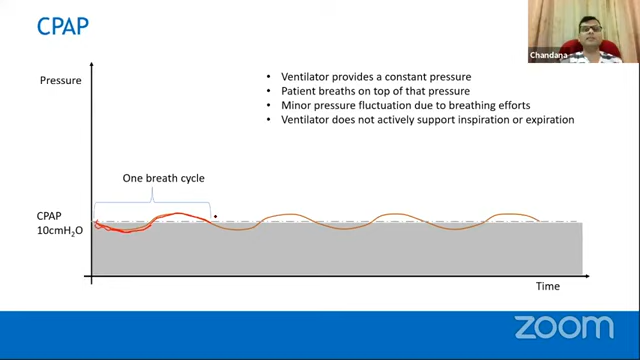 CPAP
Chandana
Pressure
• Ventilator provides a constant pressure
• Patient breaths on top of that pressure
• Minor pressure fluctuation due to breathing efforts
• Ventilator does not actively support inspiration or expiration
One breath cycle
CPAP
10cmH₂O
Time
zoom